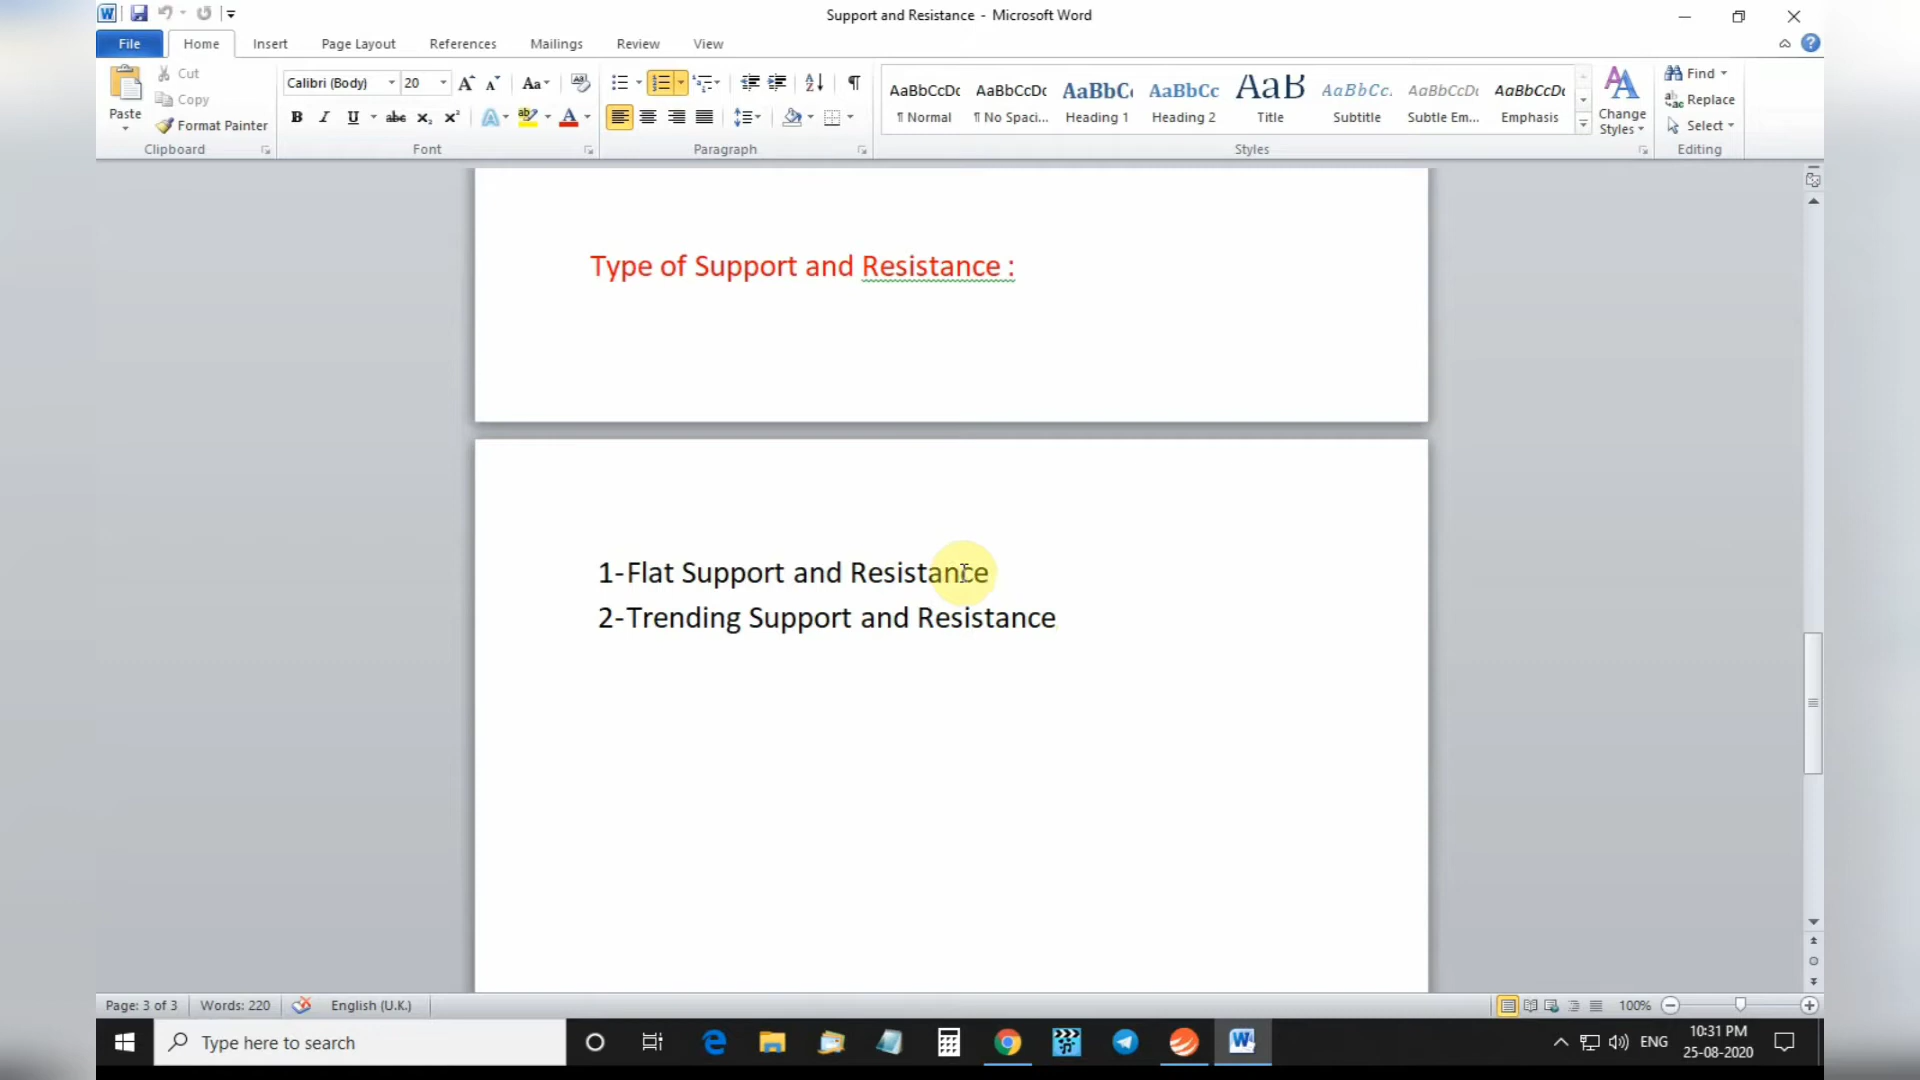 Support and Resistance - Microsoft Word
File Home Insert Page Layout References Mailings Review View
Paste
Cut
Copy
Format Painter
Clipboard
Calibri (Body) 20
Font
Paragraph
AaBbCcDc AaBbCcDc AaBbC AaBbCc AaB AaBbCc. AaBbCcDc AaBbCcDc
¶ Normal ¶ No Spaci... Heading 1 Heading 2 Title Subtitle Subtle Em... Emphasis
Styles
Change Styles
Find
Replace
Select
Editing
Type of Support and Resistance :
1-Flat Support and Resistance
2-Trending Support and Resistance
Page: 3 of 3 Words: 220 English (U.K.) 100%
Type here to search
ENG
10:31 PM
25-08-2020